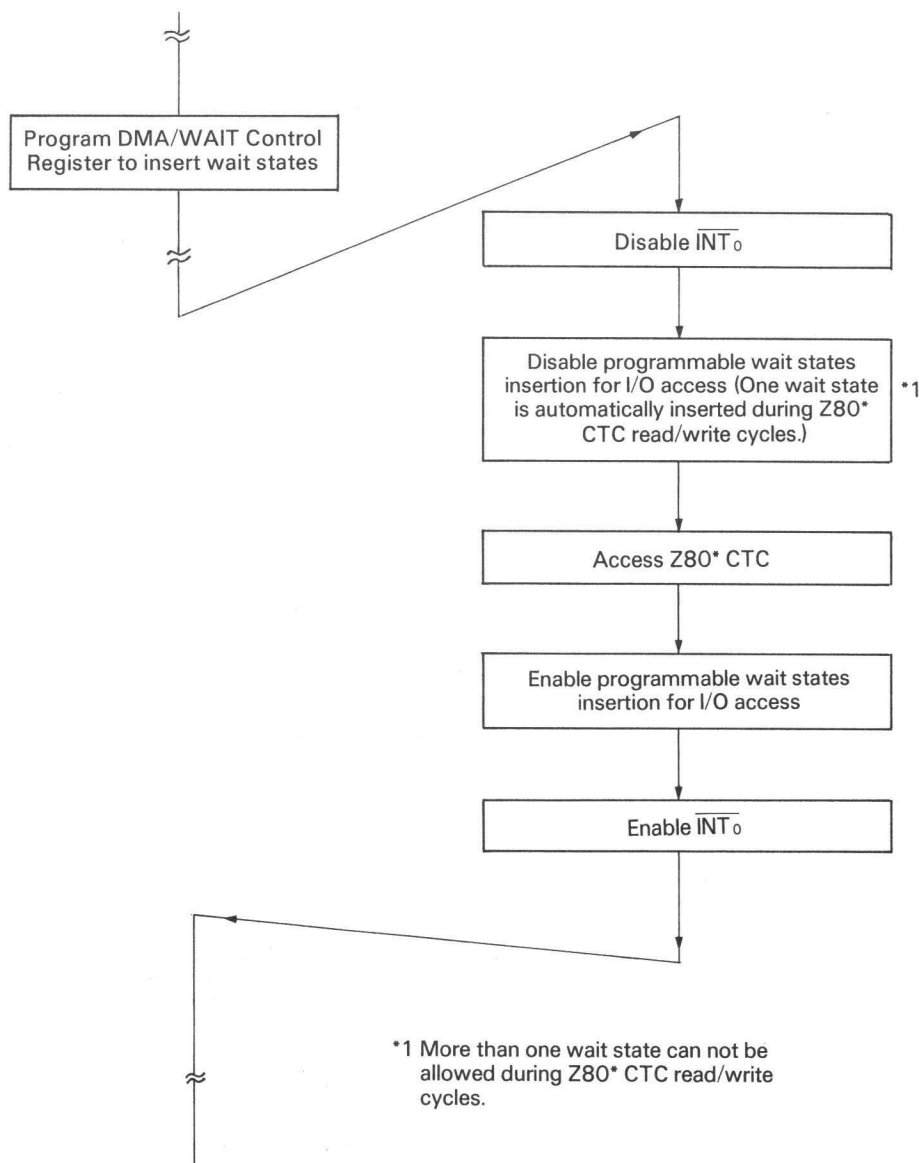 Program DMA/WAIT Control
Register to insert wait states
Disable INT₀
Disable programmable wait states
insertion for I/O access (One wait state
is automatically inserted during Z80*
CTC read/write cycles.)
*1
Access Z80* CTC
Enable programmable wait states
insertion for I/O access
Enable INT₀
*1 More than one wait state can not be
allowed during Z80* CTC read/write
cycles.